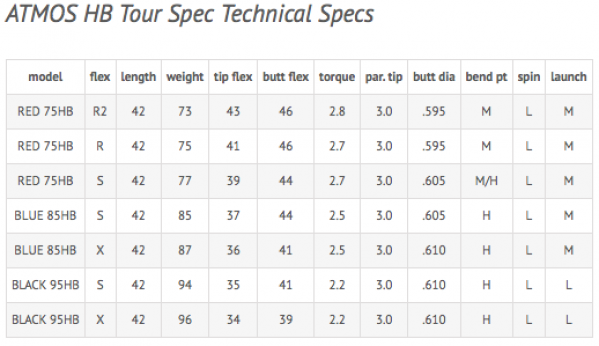 ATMOS HB Tour Spec Technical Specs
model flex length weight tip flex butt flex torque par. tip butt dia bend pt spin launch
RED 75HB R2 42 73 43 46 2.8 3.0 .595 M L M
RED 75HB R 42 75 41 46 2.7 3.0 .595 M L M
RED 75HB S 42 77 39 44 2.7 3.0 .605 M/H L M
BLUE 85HB S 42 85 37 44 2.5 3.0 .605 H L M
BLUE 85HB X 42 87 36 41 2.5 3.0 .610 H L M
BLACK 95HB S 42 94 35 41 2.2 3.0 .610 H L L
BLACK 95HB X 42 96 34 39 2.2 3.0 .610 H L L